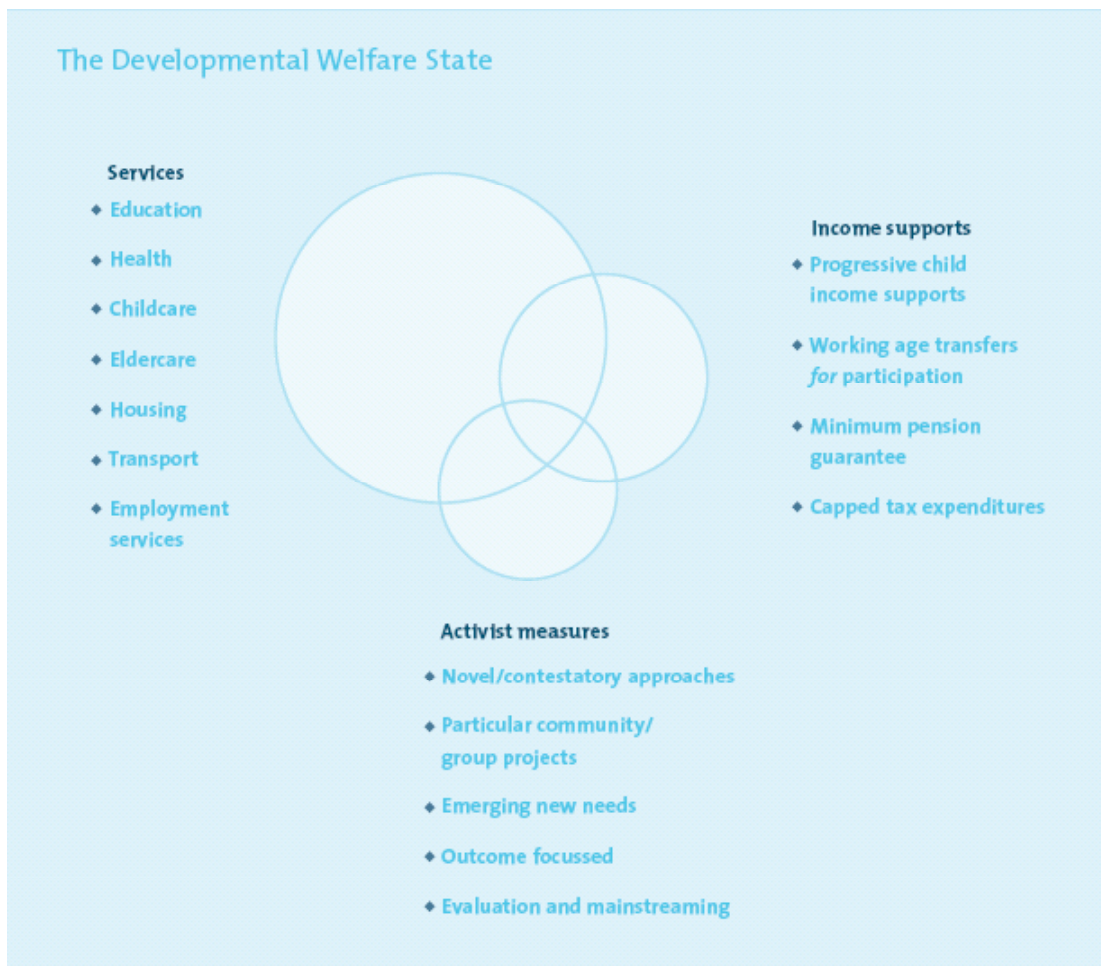 The Developmental Welfare State
Services
Education
Health
Childcare
Eldercare
Housing
Transport
Employment
services
Income supports
Progressive child
income supports
Working age transfers
for participation
Minimum pension
guarantee
Capped tax expenditures
Activist measures
Novel/contestatory approaches
Particular community/
group projects
Emerging new needs
Outcome focussed
Evaluation and mainstreaming